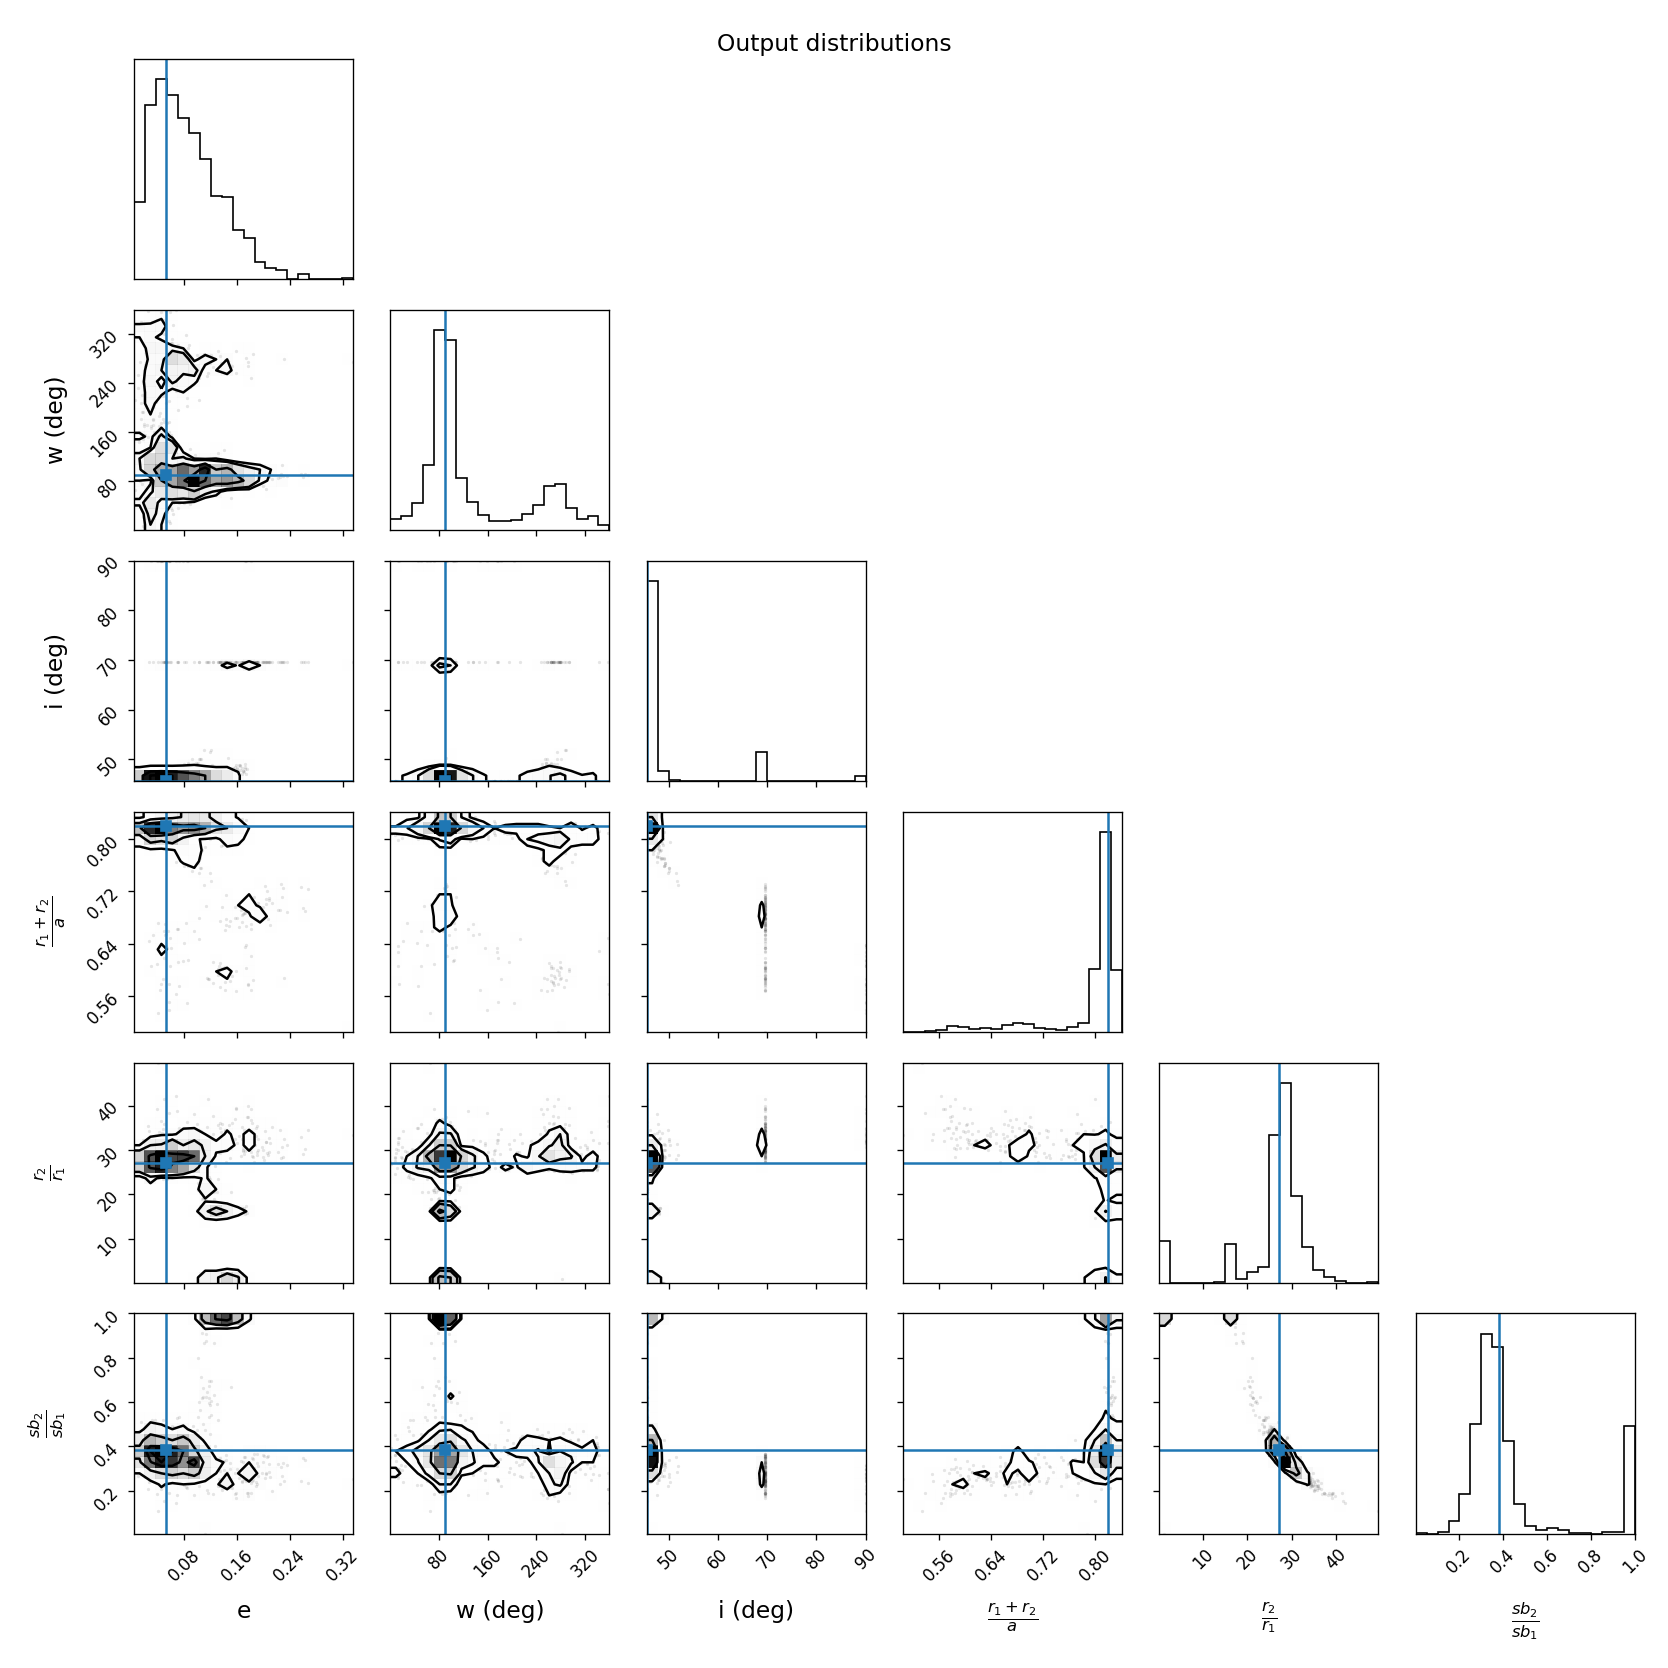 Output distributions
w (deg)
320
240
160
80
i (deg)
90
80
70
60
50
r₁ + r₂
a
0.80
0.72
0.64
0.56
r₂
r₁
40
30
20
10
sb₂
sb₁
1.0
0.8
0.6
0.4
0.2
0.08 0.16 0.24 0.32 80 160 240 320 50 60 70 80 90 0.56 0.64 0.72 0.80 10 20 30 40 0.2 0.4 0.6 0.8 1.0
e w (deg) i (deg) r₁ + r₂ r₂ sb₂
a r₁ sb₁